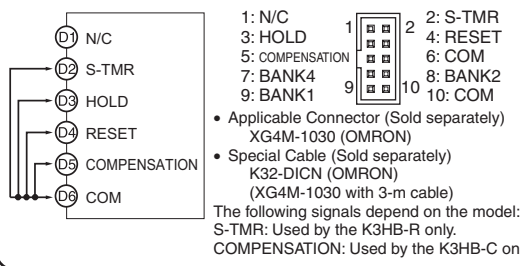 D1 N/C
D2 S-TMR
D3 HOLD
D4 RESET
D5 COMPENSATION
D6 COM
1: N/C
3: HOLD
5: COMPENSATION
7: BANK4
9: BANK1
1 2
9 10
2: S-TMR
4: RESET
6: COM
8: BANK2
10: COM
• Applicable Connector (Sold separately)
XG4M-1030 (OMRON)
• Special Cable (Sold separately)
K32-DICN (OMRON)
(XG4M-1030 with 3-m cable)
The following signals depend on the model:
S-TMR: Used by the K3HB-R only.
COMPENSATION: Used by the K3HB-C on